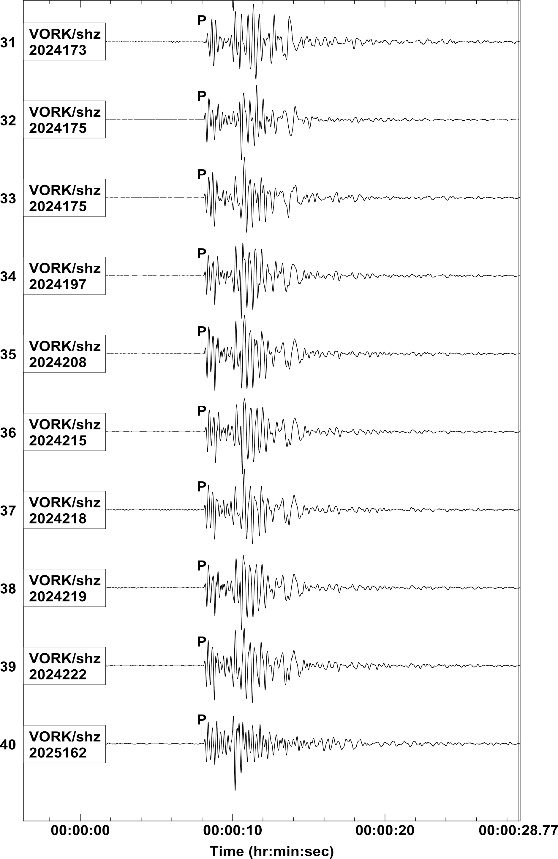 P
31
VORK/shz
2024173
P
32
VORK/shz
2024175
P
33
VORK/shz
2024175
P
34
VORK/shz
2024197
P
35
VORK/shz
2024208
P
36
VORK/shz
2024215
P
37
VORK/shz
2024218
P
38
VORK/shz
2024219
P
39
VORK/shz
2024222
P
40
VORK/shz
2025162
00:00:00 00:00:10 00:00:20 00:00:28.77
Time (hr:min:sec)